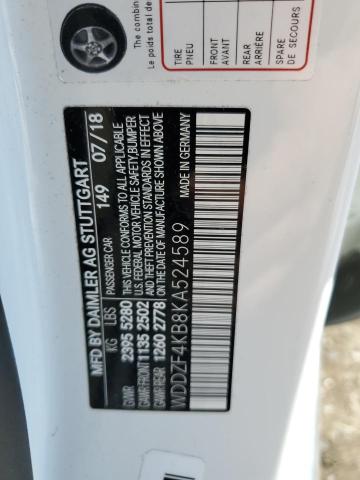 The combin
Le poids total des
TIRE
PNEU
FRONT
AVANT
REAR
ARRIÈRE
SPARE
DE SECOURS
MFD BY DAIMLER AG STUTTGART
PASSENGER CAR 149 07/18
KG LBS
GVWR 2395 5280
GAWR FRONT 1135 2502
GAWR REAR 1260 2778
THIS VEHICLE CONFORMS TO ALL APPLICABLE
U.S. FEDERAL MOTOR VEHICLE SAFETY, BUMPER
AND THEFT PREVENTION STANDARDS IN EFFECT
ON THE DATE OF MANUFACTURE SHOWN ABOVE
WDDZF4KB8KA524589
MADE IN GERMANY